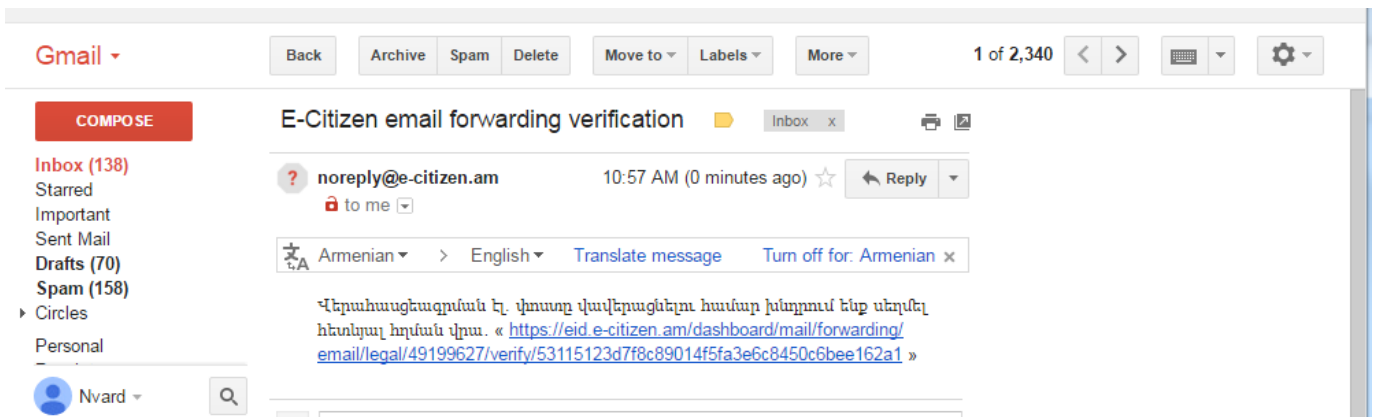 Gmail
Back Archive Spam Delete Move to Labels More 1 of 2,340
COMPOSE
E-Citizen email forwarding verification Inbox x
Inbox (138)
Starred
Important
Sent Mail
Drafts (70)
Spam (158)
Circles
Personal
Nvard
noreply@e-citizen.am 10:57 AM (0 minutes ago) Reply
to me
Armenian > English Translate message Turn off for: Armenian x
Վերահասցեագրման էլ. փոստը վավերացնելու համար խնդրում ենք սեղմել
հետևյալ հղման վրա. « https://eid.e-citizen.am/dashboard/mail/forwarding/
email/legal/49199627/verify/53115123d7f8c89014f5fa3e6c8450c6bee162a1 »